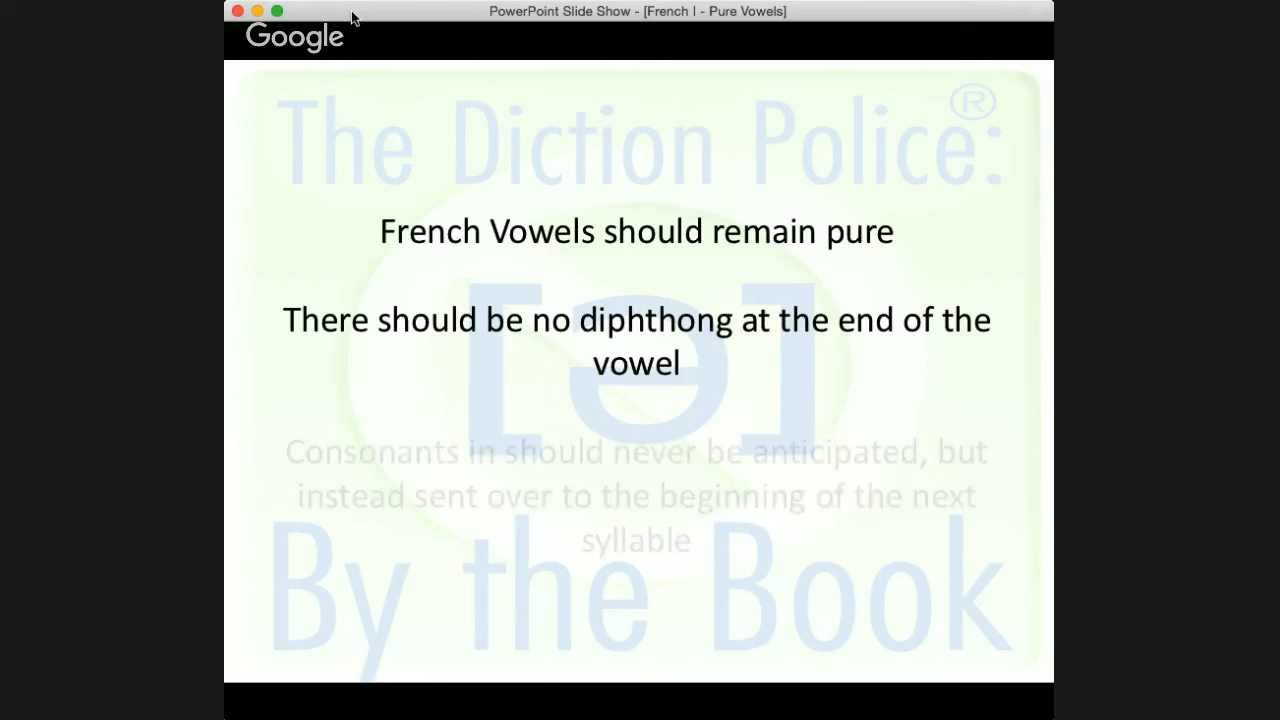 PowerPoint Slide Show - [French I - Pure Vowels]
Google
The Diction Police:
®
French Vowels should remain pure
There should be no diphthong at the end of the
vowel
[ə]
Consonants in should never be anticipated, but
instead sent over to the beginning of the next
syllable
By the Book